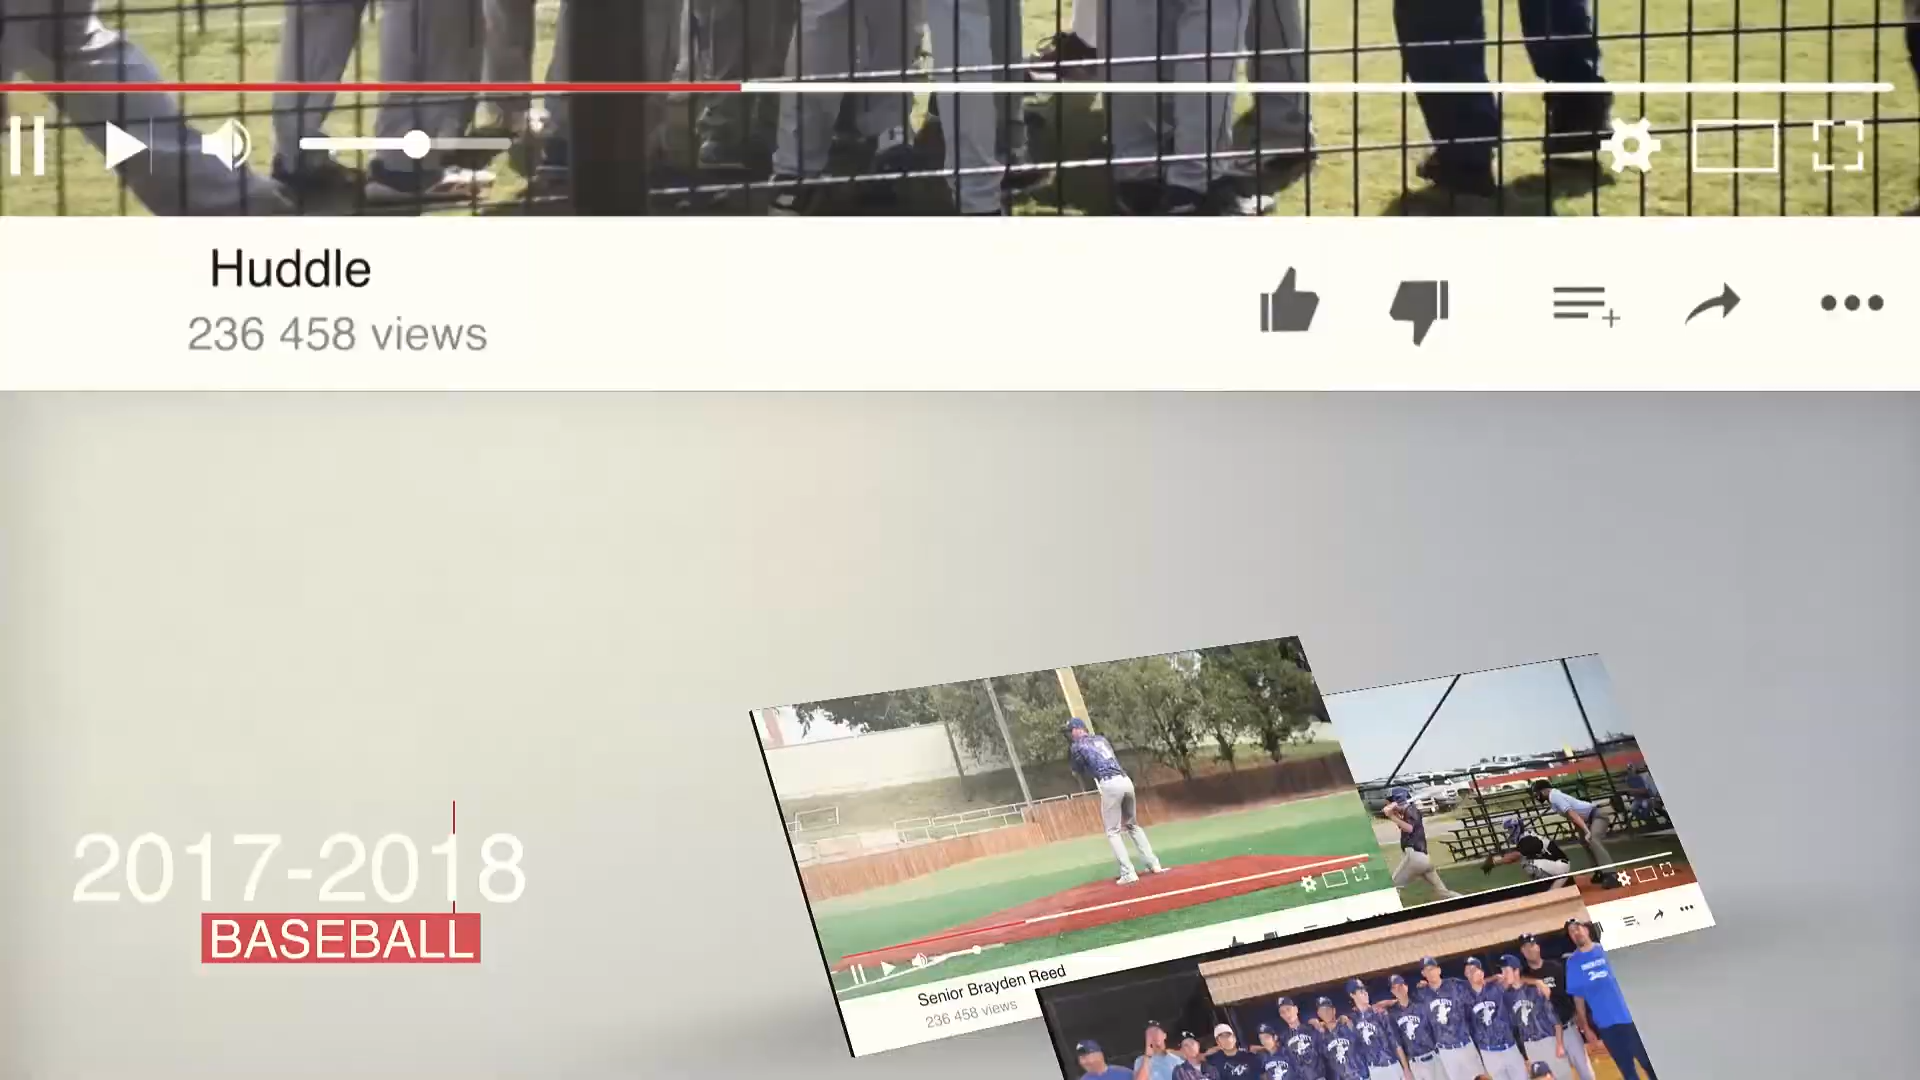 Huddle
236 458 views
2017-2018
BASEBALL
Senior Brayden Reed
236 458 views